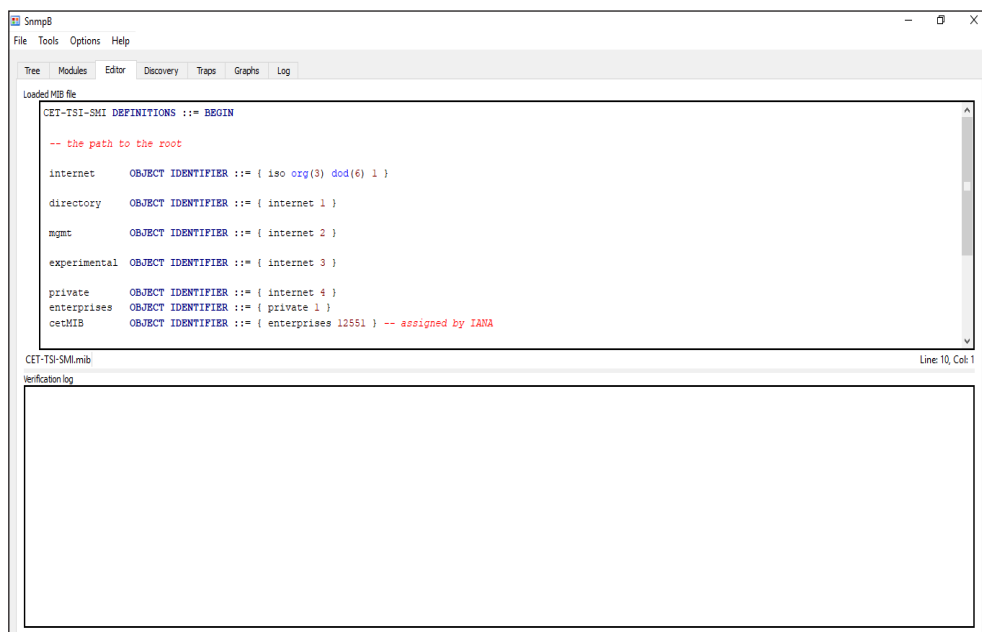 SnmpB
File Tools Options Help
Tree Modules Editor Discovery Traps Graphs Log
Loaded MIB file
CET-TSI-SMI DEFINITIONS ::= BEGIN
-- the path to the root
internet OBJECT IDENTIFIER ::= { iso org(3) dod(6) 1 }
directory OBJECT IDENTIFIER ::= { internet 1 }
mgmt OBJECT IDENTIFIER ::= { internet 2 }
experimental OBJECT IDENTIFIER ::= { internet 3 }
private OBJECT IDENTIFIER ::= { internet 4 }
enterprises OBJECT IDENTIFIER ::= { private 1 }
cetMIB OBJECT IDENTIFIER ::= { enterprises 12551 } -- assigned by IANA
CET-TSI-SMI.mib Line: 10, Col: 1
Verification log